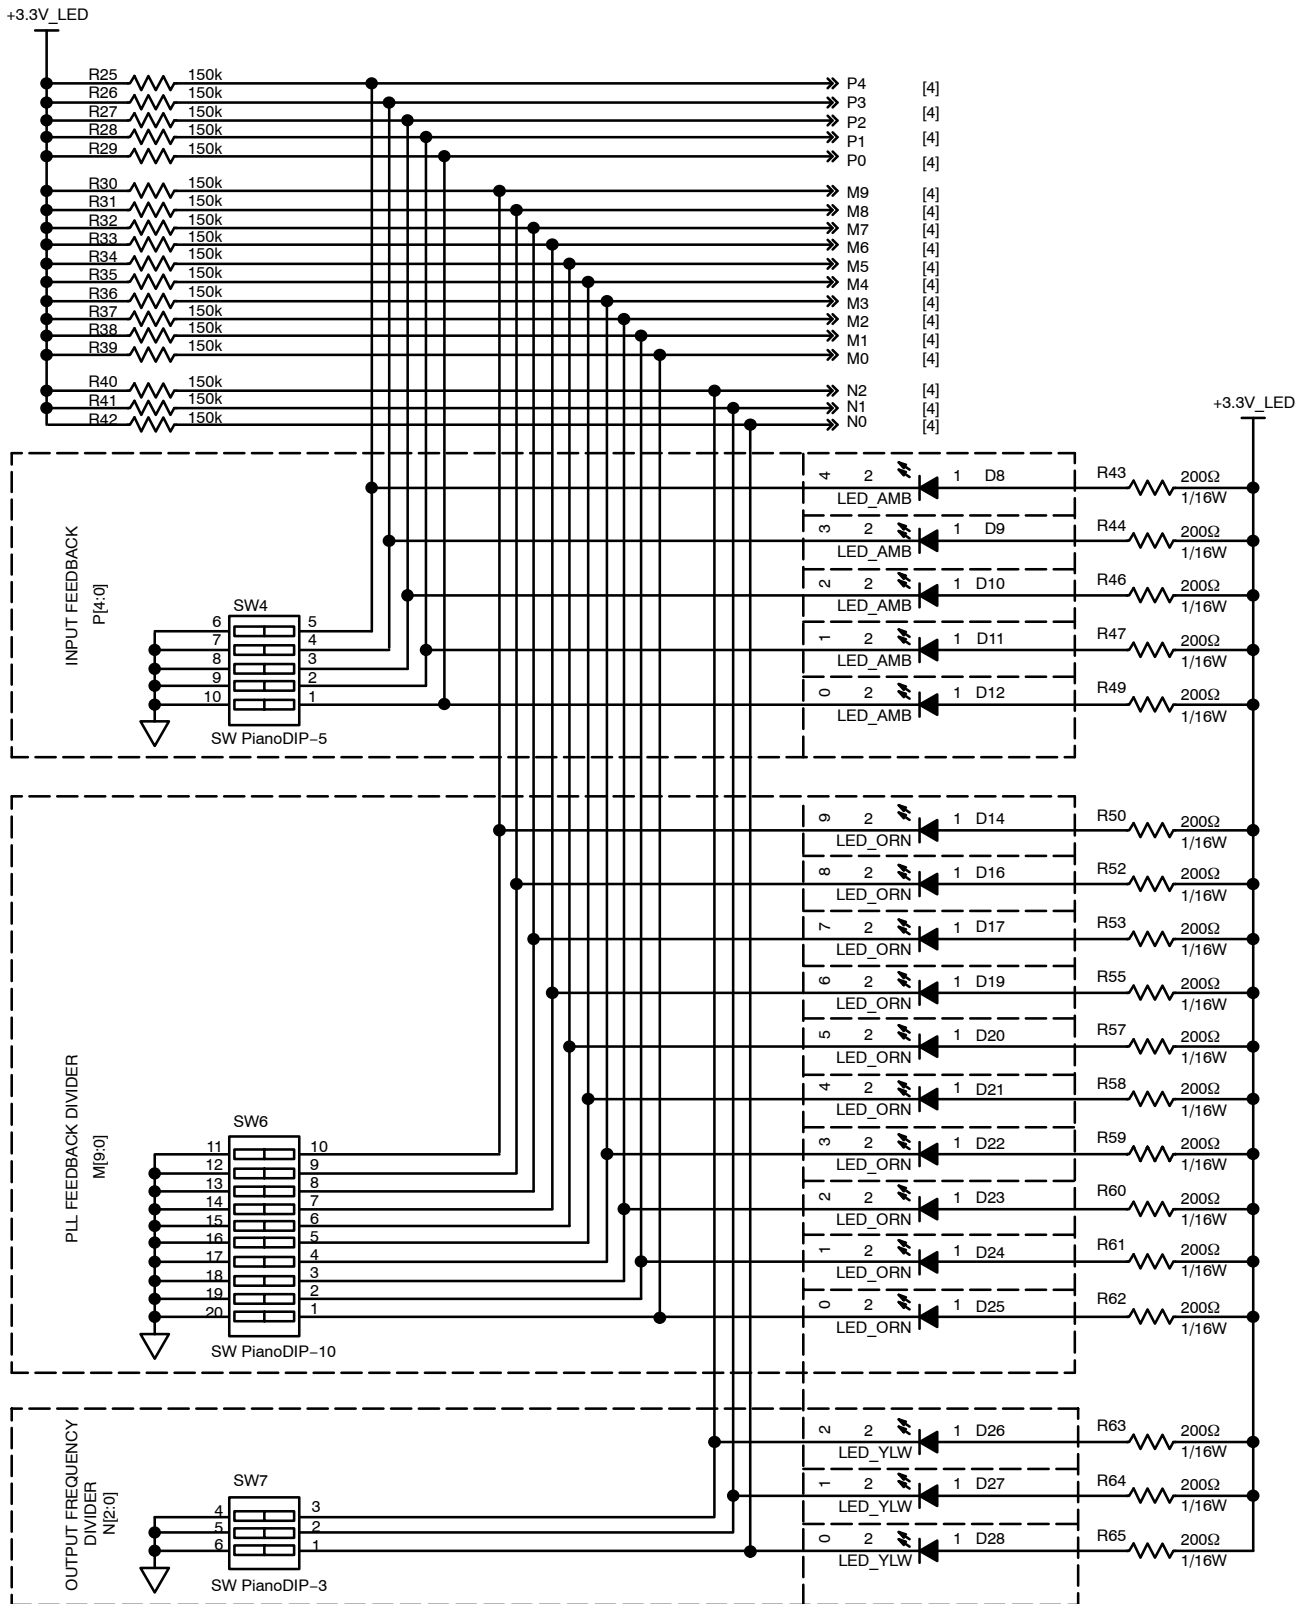 +3.3V_LED
R25 150k P4 [4]
R26 150k P3 [4]
R27 150k P2 [4]
R28 150k P1 [4]
R29 150k P0 [4]
R30 150k M9 [4]
R31 150k M8 [4]
R32 150k M7 [4]
R33 150k M6 [4]
R34 150k M5 [4]
R35 150k M4 [4]
R36 150k M3 [4]
R37 150k M2 [4]
R38 150k M1 [4]
R39 150k M0 [4]
R40 150k N2 [4]
R41 150k N1 [4]
R42 150k N0 [4]
+3.3V_LED
INPUT FEEDBACK
P[4:0]
SW4
6 5
7 4
8 3
9 2
10 1
SW PianoDIP−5
4 2 1 D8 R43 200Ω
LED_AMB 1/16W
3 2 1 D9 R44 200Ω
LED_AMB 1/16W
2 2 1 D10 R46 200Ω
LED_AMB 1/16W
1 2 1 D11 R47 200Ω
LED_AMB 1/16W
0 2 1 D12 R49 200Ω
LED_AMB 1/16W
PLL FEEDBACK DIVIDER
M[9:0]
SW6
11 10
12 9
13 8
14 7
15 6
16 5
17 4
18 3
19 2
20 1
SW PianoDIP−10
9 2 1 D14 R50 200Ω
LED_ORN 1/16W
8 2 1 D16 R52 200Ω
LED_ORN 1/16W
7 2 1 D17 R53 200Ω
LED_ORN 1/16W
6 2 1 D19 R55 200Ω
LED_ORN 1/16W
5 2 1 D20 R57 200Ω
LED_ORN 1/16W
4 2 1 D21 R58 200Ω
LED_ORN 1/16W
3 2 1 D22 R59 200Ω
LED_ORN 1/16W
2 2 1 D23 R60 200Ω
LED_ORN 1/16W
1 2 1 D24 R61 200Ω
LED_ORN 1/16W
0 2 1 D25 R62 200Ω
LED_ORN 1/16W
OUTPUT FREQUENCY
DIVIDER
N[2:0]
SW7
4 3
5 2
6 1
SW PianoDIP−3
2 2 1 D26 R63 200Ω
LED_YLW 1/16W
1 2 1 D27 R64 200Ω
LED_YLW 1/16W
0 2 1 D28 R65 200Ω
LED_YLW 1/16W